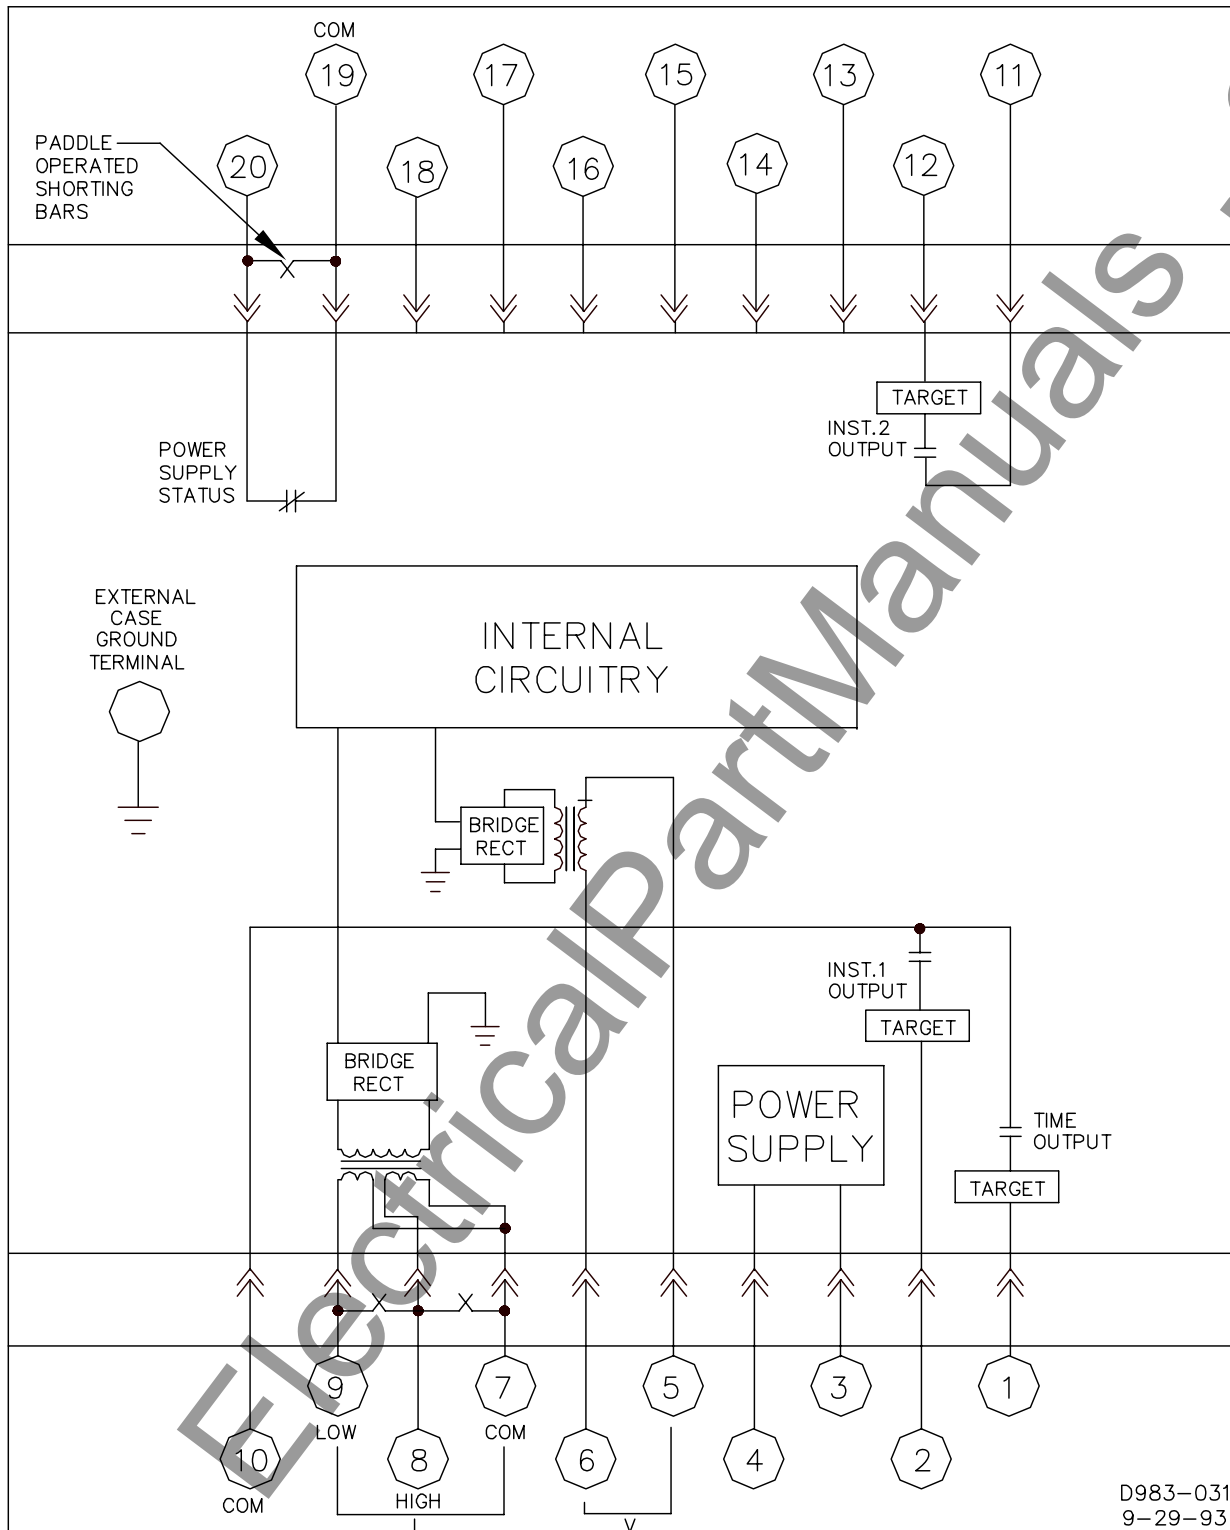 COM
19
17
15
13
11
PADDLE
OPERATED
SHORTING
BARS
20
18
16
14
12
TARGET
INST.2
OUTPUT
POWER
SUPPLY
STATUS
EXTERNAL
CASE
GROUND
TERMINAL
INTERNAL
CIRCUITRY
BRIDGE
RECT
INST.1
OUTPUT
TARGET
BRIDGE
RECT
POWER
SUPPLY
TIME
OUTPUT
TARGET
9
7
5
3
1
LOW
COM
10
8
6
4
2
COM
HIGH
I
V
D983-031
9-29-93
ElectricalPartManuals